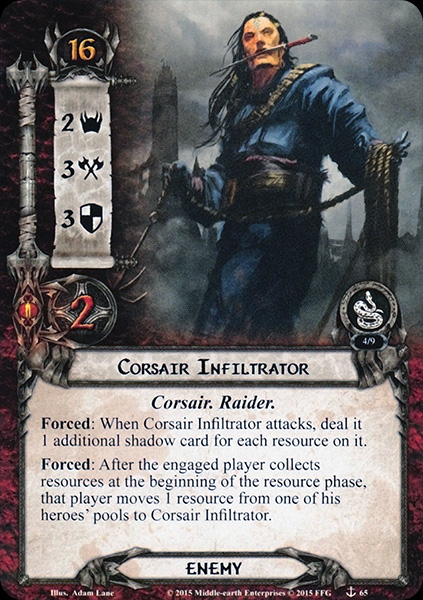 16
2
3
3
2
4/9
Corsair Infiltrator
Corsair. Raider.
Forced: When Corsair Infiltrator attacks, deal it
1 additional shadow card for each resource on it.
Forced: After the engaged player collects
resources at the beginning of the resource phase,
that player moves 1 resource from one of his
heroes' pools to Corsair Infiltrator.
ENEMY
Illus. Adam Lane © 2015 Middle-earth Enterprises © 2015 FFG 65